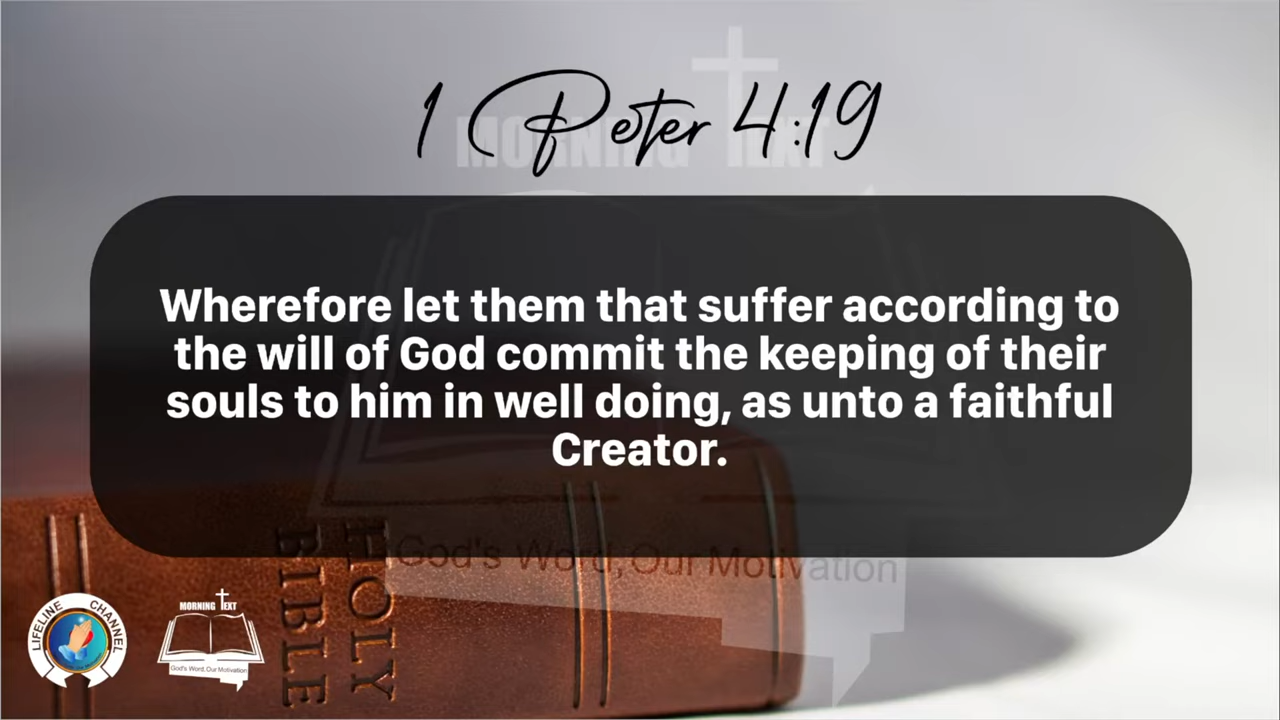 1 Peter 4:19
MORNING TEXT
Wherefore let them that suffer according to
the will of God commit the keeping of their
souls to him in well doing, as unto a faithful
Creator.
God's Word, Our Motivation
HOLY
BIBLE
LIFELINE CHANNEL
MORNING TEXT
God's Word, Our Motivation